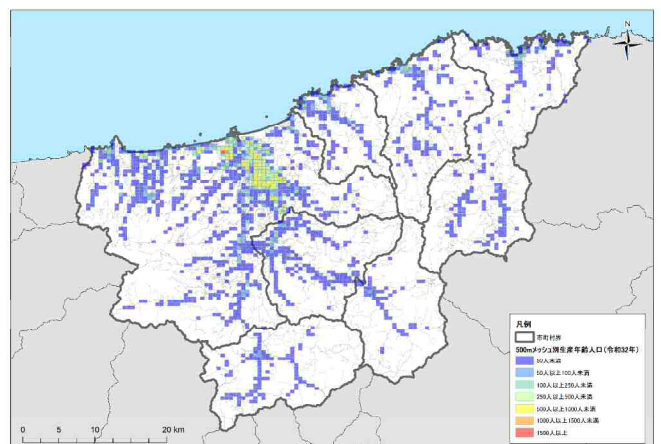 N
凡例
市町村界
500mメッシュ別生産年齢人口(令和32年)
50人未満
50人以上100人未満
100人以上250人未満
250人以上500人未満
500人以上1000人未満
1000人以上1500人未満
1500人以上
0 5 10 20 km